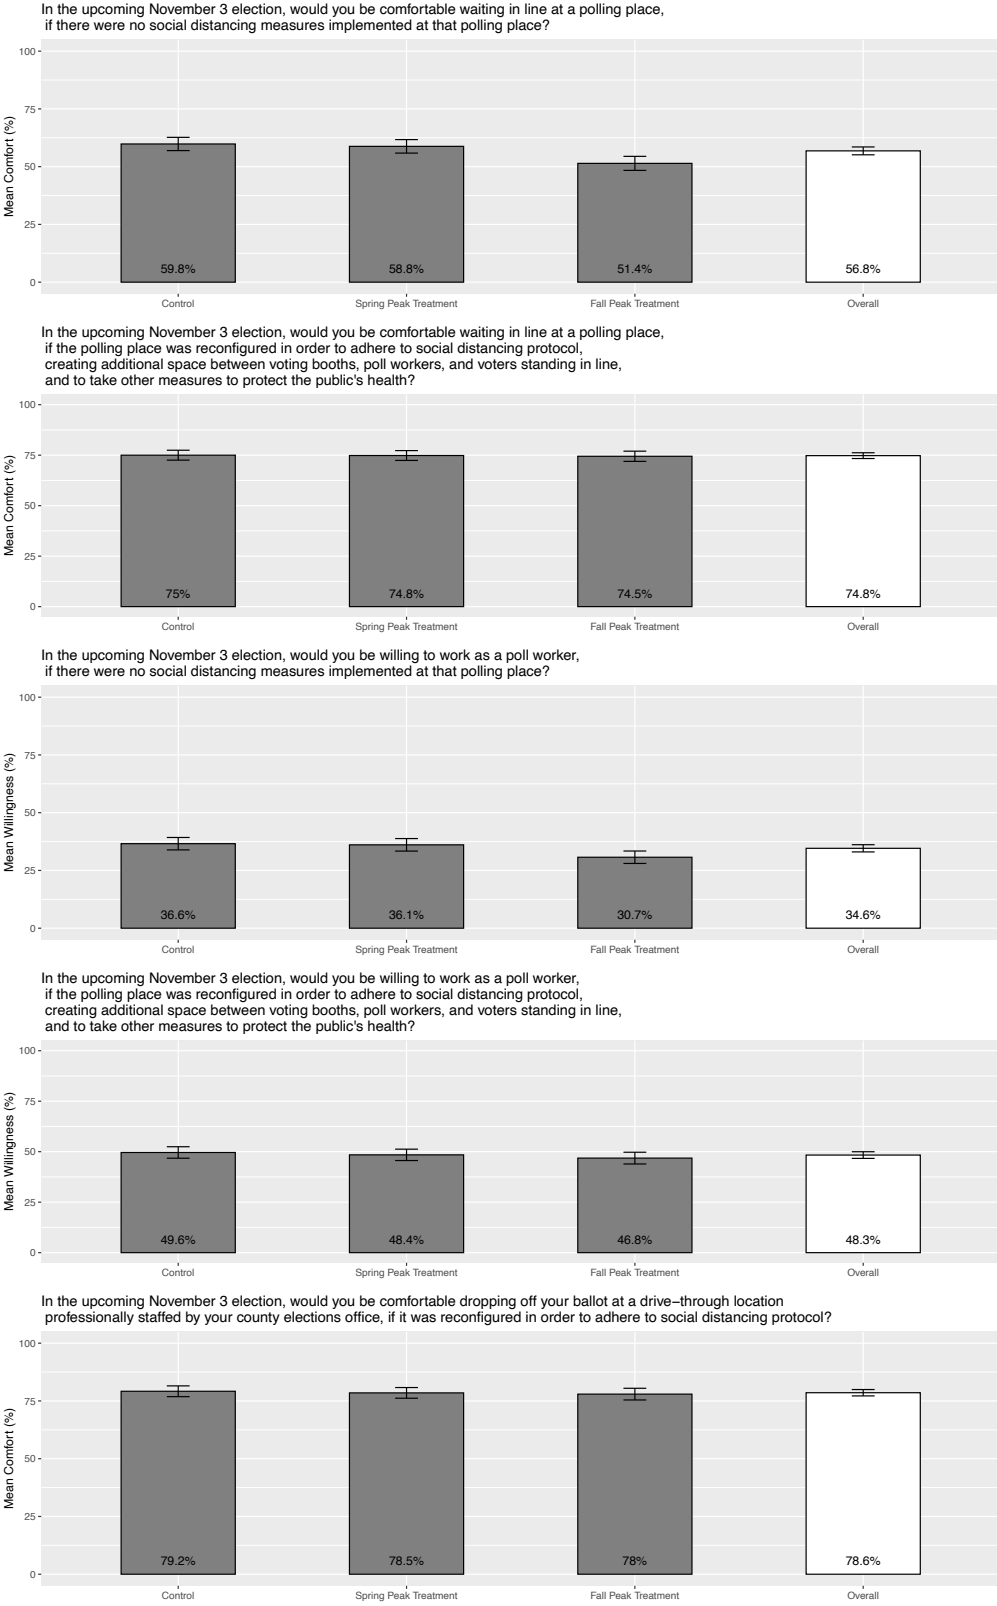 In the upcoming November 3 election, would you be comfortable waiting in line at a polling place,
if there were no social distancing measures implemented at that polling place?
Mean Comfort (%)
100
75
50
25
0
59.8%
58.8%
51.4%
56.8%
Control
Spring Peak Treatment
Fall Peak Treatment
Overall
In the upcoming November 3 election, would you be comfortable waiting in line at a polling place,
if the polling place was reconfigured in order to adhere to social distancing protocol,
creating additional space between voting booths, poll workers, and voters standing in line,
and to take other measures to protect the public's health?
Mean Comfort (%)
100
75
50
25
0
75%
74.8%
74.5%
74.8%
Control
Spring Peak Treatment
Fall Peak Treatment
Overall
In the upcoming November 3 election, would you be willing to work as a poll worker,
if there were no social distancing measures implemented at that polling place?
Mean Willingness (%)
100
75
50
25
0
36.6%
36.1%
30.7%
34.6%
Control
Spring Peak Treatment
Fall Peak Treatment
Overall
In the upcoming November 3 election, would you be willing to work as a poll worker,
if the polling place was reconfigured in order to adhere to social distancing protocol,
creating additional space between voting booths, poll workers, and voters standing in line,
and to take other measures to protect the public's health?
Mean Willingness (%)
100
75
50
25
0
49.6%
48.4%
46.8%
48.3%
Control
Spring Peak Treatment
Fall Peak Treatment
Overall
In the upcoming November 3 election, would you be comfortable dropping off your ballot at a drive−through location
professionally staffed by your county elections office, if it was reconfigured in order to adhere to social distancing protocol?
Mean Comfort (%)
100
75
50
25
0
79.2%
78.5%
78%
78.6%
Control
Spring Peak Treatment
Fall Peak Treatment
Overall